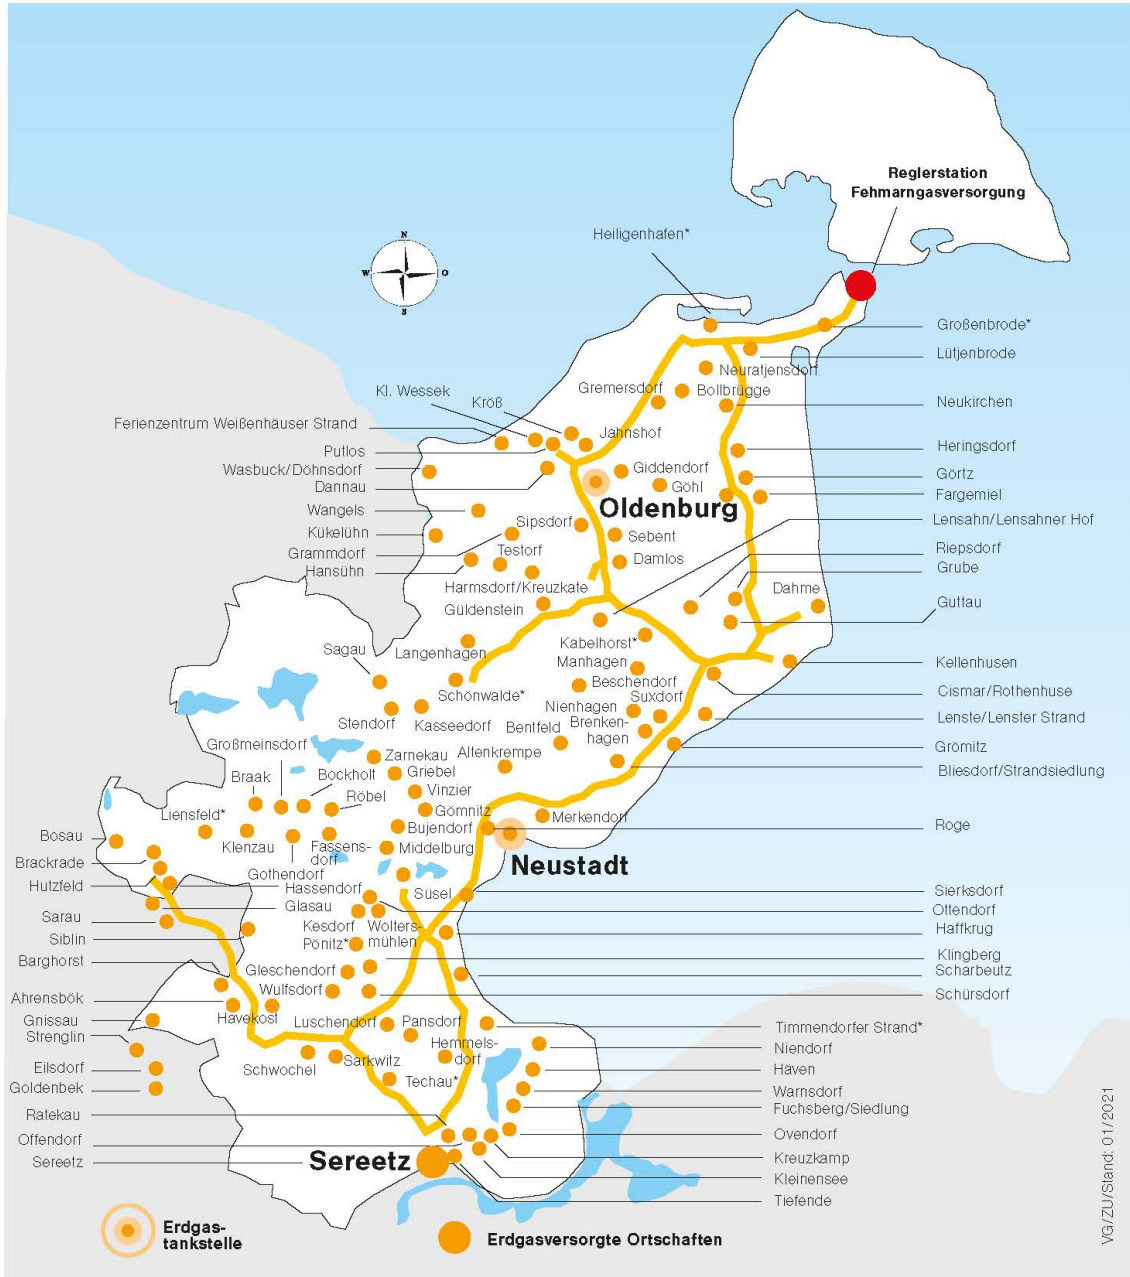 Reglerstation
Fehmarngasversorgung
Heiligenhafen*
N
W
O
S
Großenbrode*
Lütjenbrode
Neuratjensdorf
Gremersdorf
Bollbrügge
Kl. Wessek
Kröß
Neukirchen
Ferienzentrum Weißenhäuser Strand
Jahnshof
Putlos
Heringsdorf
Wasbuck/Döhnsdorf
Giddendorf
Görtz
Dannau
Göhl
Fargemiel
Oldenburg
Wangels
Sipsdorf
Lensahn/Lensahner Hof
Kükelühn
Sebent
Grammdorf
Testorf
Damlos
Riepsdorf
Hansühn
Grube
Harmsdorf/Kreuzkate
Dahme
Güldenstein
Guttau
Kabelhorst*
Sagau
Langenhagen
Manhagen
Kellenhusen
Beschendorf
Schönwalde*
Suxdorf
Cismar/Rothenhuse
Nienhagen
Stendorf
Kasseedorf
Bentfeld
Brenken-
hagen
Lenste/Lenster Strand
Großmeinsdorf
Zarnekau
Altenkrempe
Grömitz
Braak
Bockholt
Griebel
Bliesdorf/Strandsiedlung
Röbel
Vinzier
Liensfeld*
Gömnitz
Merkendorf
Bosau
Klenzau
Fassens-
dorf
Bujendorf
Roge
Middelburg
Neustadt
Brackrade
Gothendorf
Hutzfeld
Hassendorf
Süsel
Sierksdorf
Glasau
Ottendorf
Sarau
Kesdorf
Wolters-
mühlen
Haffkrug
Siblin
Pönitz*
Barghorst
Klingberg
Gleschendorf
Scharbeutz
Ahrensbök
Wulfsdorf
Schürsdorf
Gnissau
Havekost
Luschendorf
Pansdorf
Timmendorfer Strand*
Strenglin
Hemmels-
dorf
Niendorf
Eilsdorf
Schwochel
Sarkwitz
Häven
Goldenbek
Techau*
Warnsdorf
Fuchsberg/Siedlung
Ratekau
Ovendorf
Offendorf
Kreuzkamp
Sereetz
Sereetz
Kleinensee
Tiefende
Erdgas-
tankstelle
Erdgasversorgte Ortschaften
VG/ZU/Stand: 01/2021